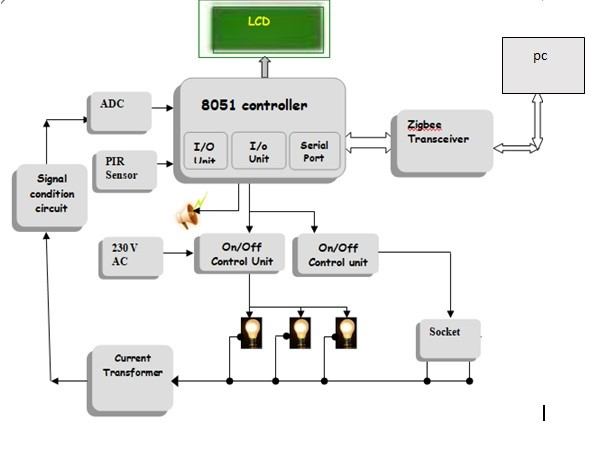 LCD
pc
ADC
8051 controller
I/O
Unit
I/o
Unit
Serial
Port
Zigbee
Transceiver
PIR
Sensor
Signal
condition
circuit
230 V
AC
On/Off
Control Unit
On/Off
Control unit
Socket
Current
Transformer